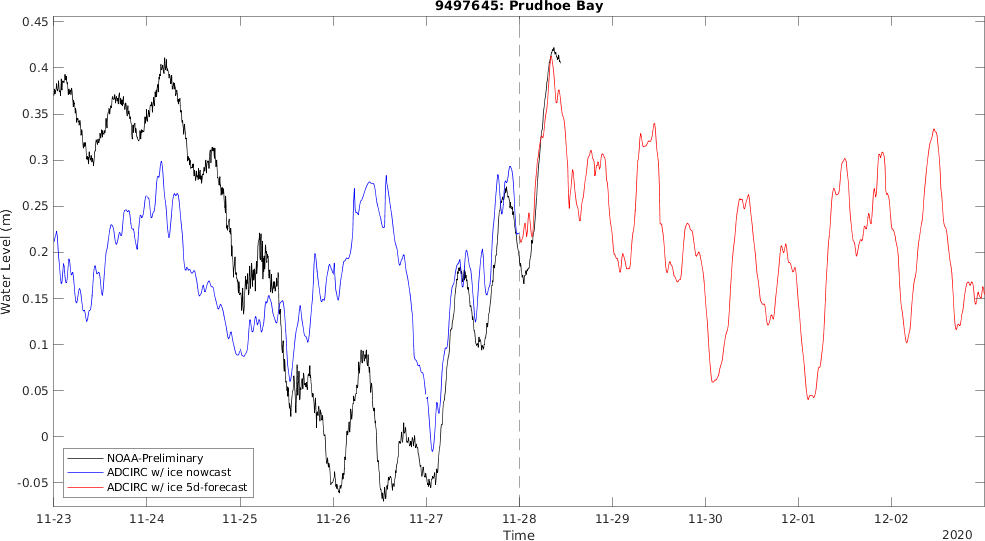 9497645: Prudhoe Bay
0.45
0.4
0.35
0.3
0.25
0.2
0.15
0.1
0.05
0
-0.05
Water Level (m)
NOAA-Preliminary
ADCIRC w/ ice nowcast
ADCIRC w/ ice 5d-forecast
11-23 11-24 11-25 11-26 11-27 11-28 11-29 11-30 12-01 12-02
Time
2020